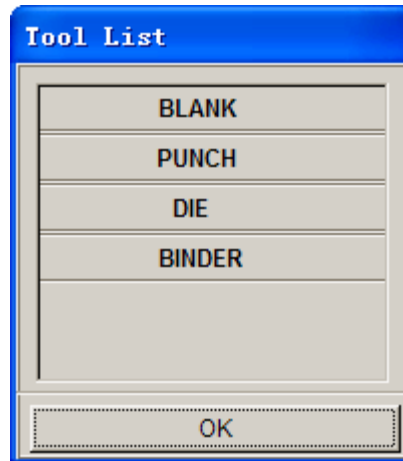 Tool List
BLANK
PUNCH
DIE
BINDER
OK